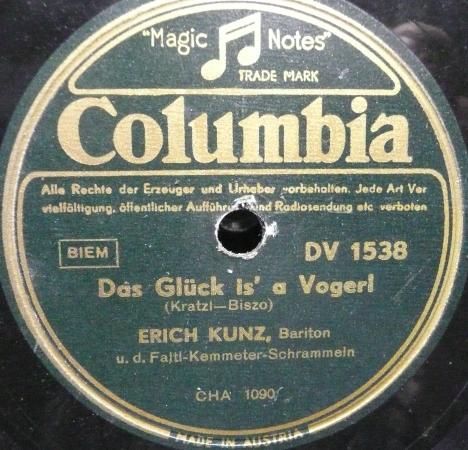 "Magic Notes"
TRADE MARK
Columbia
Alle Rechte der Erzeuger und Urheber vorbehalten. Jede Art Ver
vielfältigung, öffentlicher Aufführung und Radiosendung etc verboten
BIEM
DV 1538
Das Glück is' a Vogerl
(Kratzl—Biszo)
ERICH KUNZ, Bariton
u. d. Faltl-Kemmeter-Schrammeln
CHA 1090
MADE IN AUSTRIA